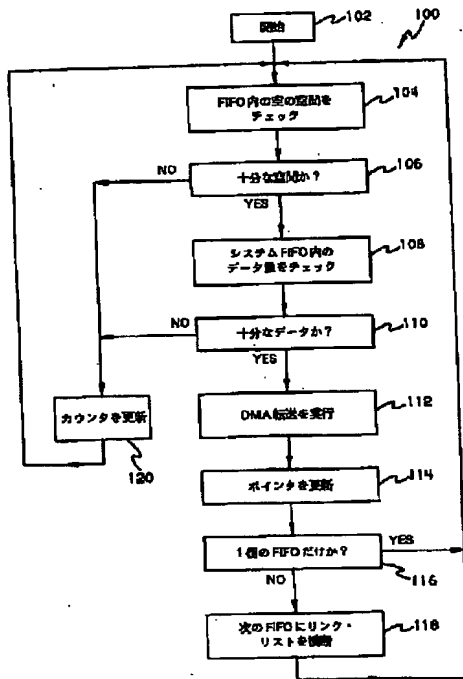 開始
102
100
FIFO内の空の空間を
チェック
104
十分な空間か?
106
NO
YES
システムFIFO内の
データ量をチェック
108
十分なデータか?
110
NO
YES
カウンタを更新
120
DMA転送を実行
112
ポインタを更新
114
1個のFIFOだけか?
YES
116
NO
次のFIFOにリンク・
リストを横断
118